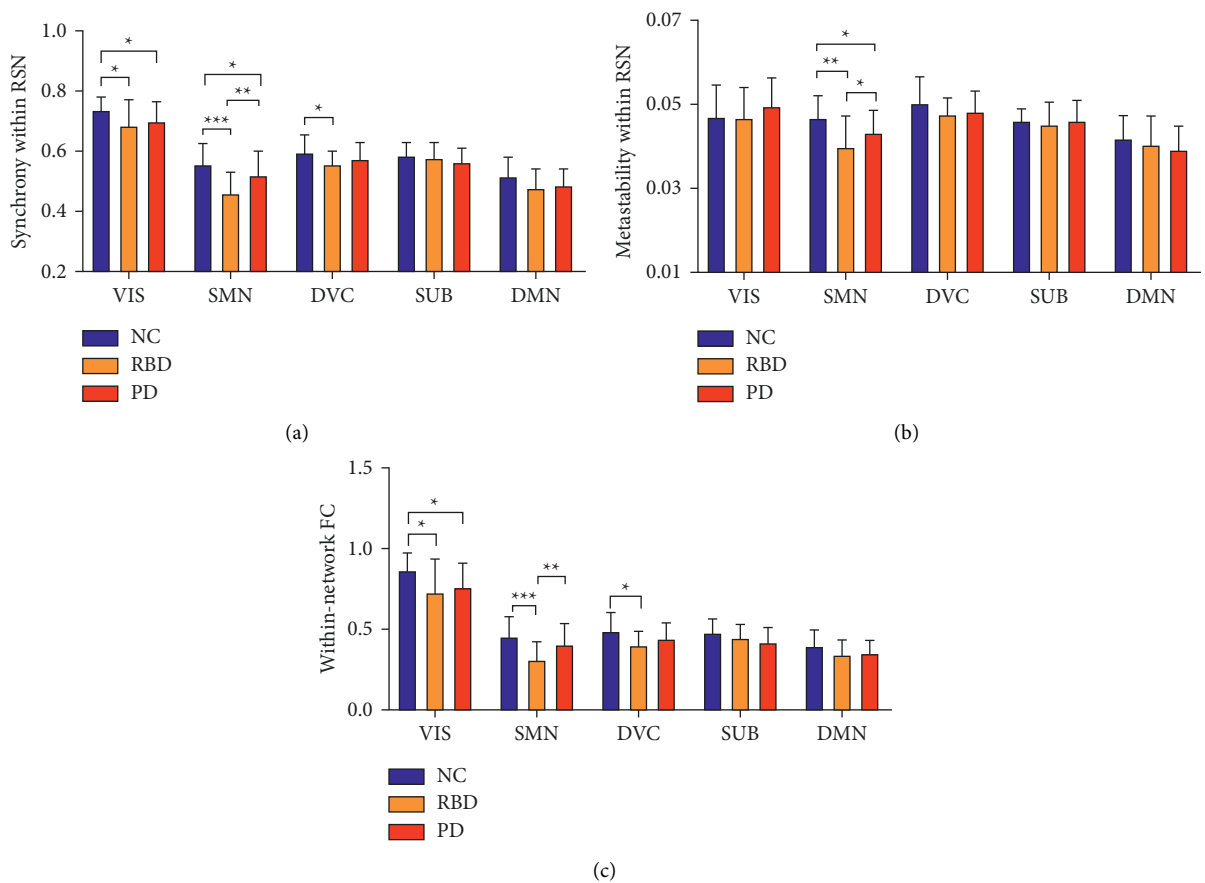 Synchrony within RSN
1.0
0.8
0.6
0.4
0.2
*
*
*
**
***
*
VIS SMN DVC SUB DMN
NC
RBD
PD
(a)
Metastability within RSN
0.07
0.05
0.03
0.01
*
**
*
VIS SMN DVC SUB DMN
NC
RBD
PD
(b)
Within-network FC
1.5
1.0
0.5
0.0
*
*
**
***
*
VIS SMN DVC SUB DMN
NC
RBD
PD
(c)